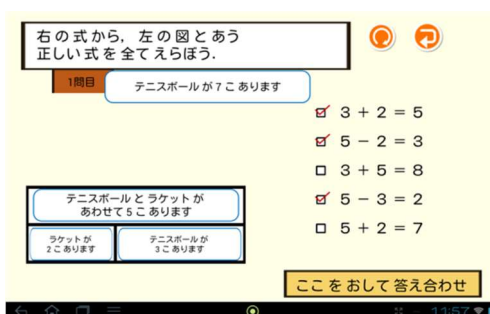 右の式から，左の図とあう
正しい式を全てえらぼう．
1問目
テニスボールが７こあります
3 + 2 = 5
5 − 2 = 3
3 + 5 = 8
5 − 3 = 2
5 + 2 = 7
テニスボールとラケットが
あわせて５こあります
ラケットが
２こあります
テニスボールが
３こあります
ここをおして答え合わせ
11:57